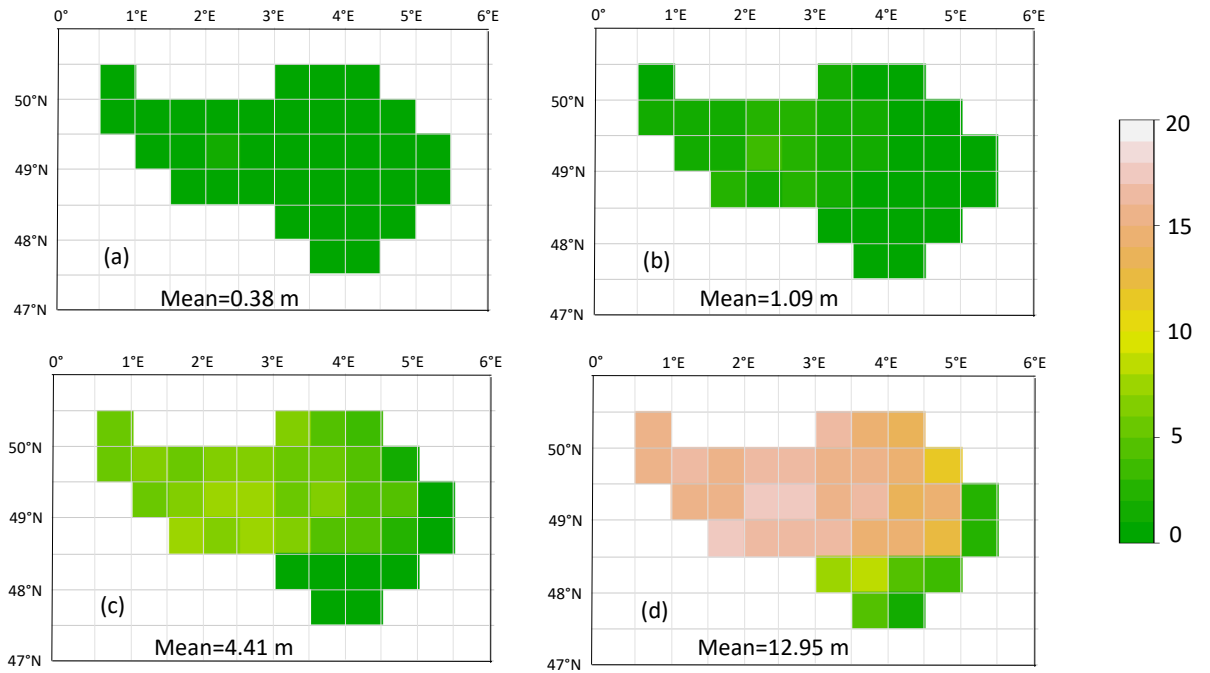 0° 1°E 2°E 3°E 4°E 5°E 6°E
50°N
49°N
48°N
47°N
(a)
Mean=0.38 m
0° 1°E 2°E 3°E 4°E 5°E 6°E
50°N
49°N
48°N
47°N
(b)
Mean=1.09 m
20
15
10
5
0
0° 1°E 2°E 3°E 4°E 5°E 6°E
50°N
49°N
48°N
47°N
(c)
Mean=4.41 m
0° 1°E 2°E 3°E 4°E 5°E 6°E
50°N
49°N
48°N
47°N
(d)
Mean=12.95 m